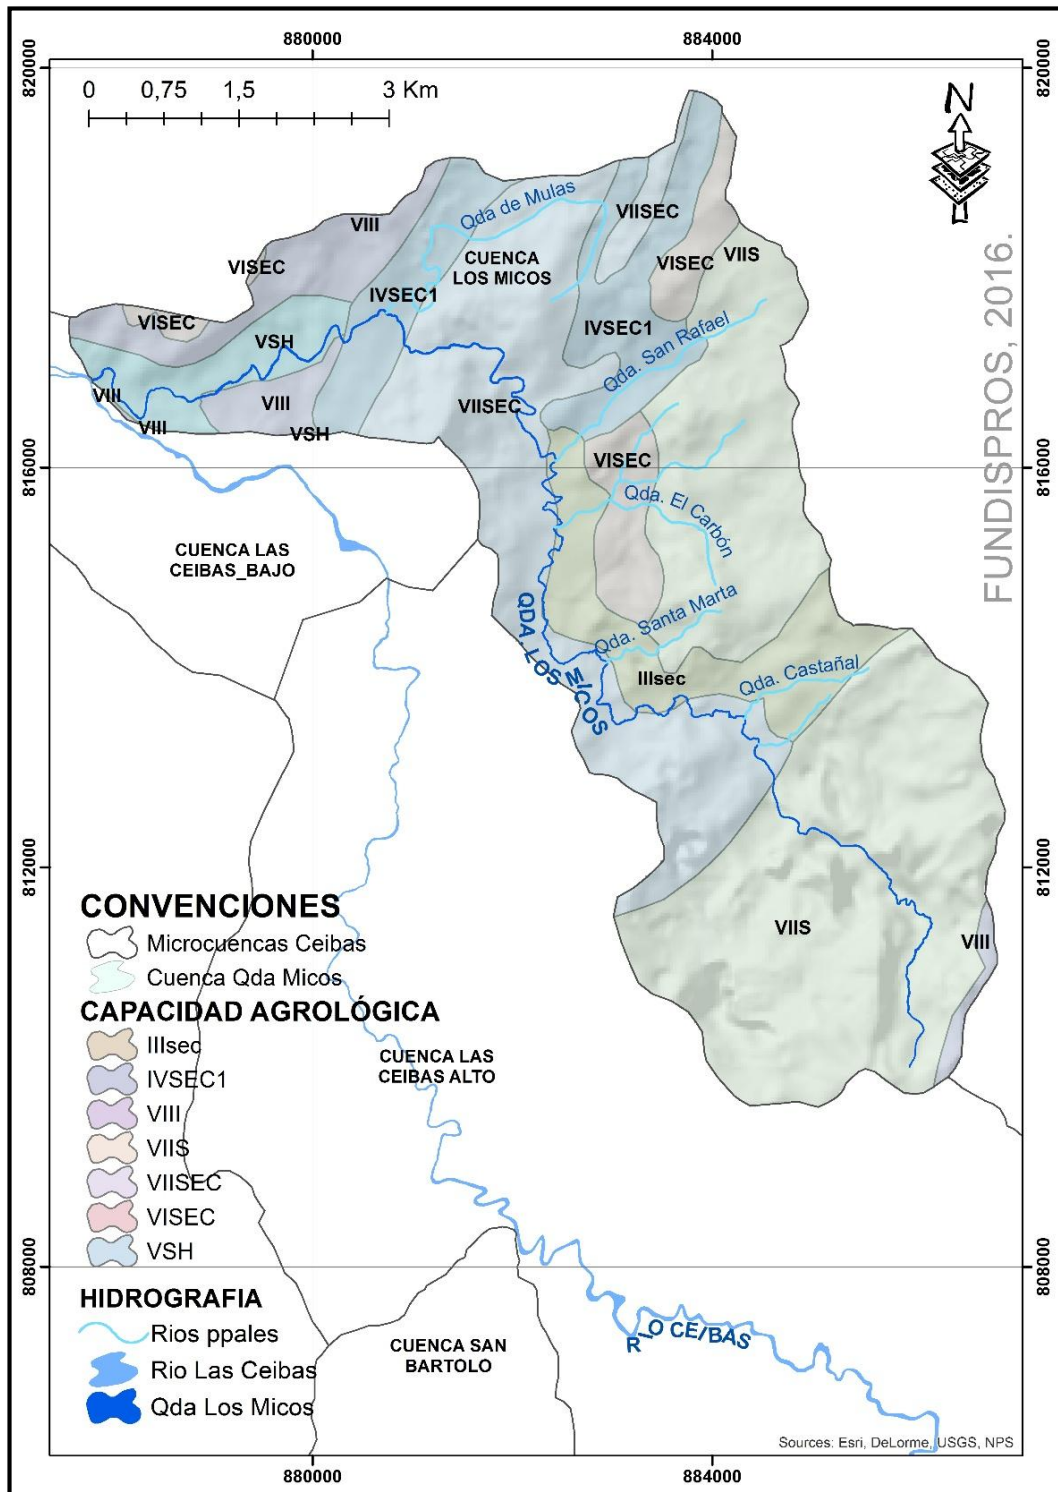 880000
884000
820000
820000
0 0,75 1,5 3 Km
N
Qda de Mulas
VIII
VIISEC
CUENCA
LOS MICOS
VIIS
VISEC
VISEC
IVSEC1
VISEC
IVSEC1
VSH
Qda. San Rafael
VIII
VIII
VIISEC
VIII
VSH
FUNDISPROS, 2016.
816000
816000
VISEC
Qda. El Carbón
CUENCA LAS
CEIBAS_BAJO
Qda. Santa Marta
QDA. LOS MICOS
IIIsec
Qda. Castañal
812000
812000
CONVENCIONES
Microcuencas Ceibas
Cuenca Qda Micos
VIIS
VIII
CAPACIDAD AGROLÓGICA
IIIsec
IVSEC1
VIII
VIIS
VIISEC
VISEC
VSH
CUENCA LAS
CEIBAS ALTO
808000
808000
HIDROGRAFIA
Rios ppales
Rio Las Ceibas
Qda Los Micos
RIO CEIBAS
CUENCA SAN
BARTOLO
Sources: Esri, DeLorme, USGS, NPS
880000
884000